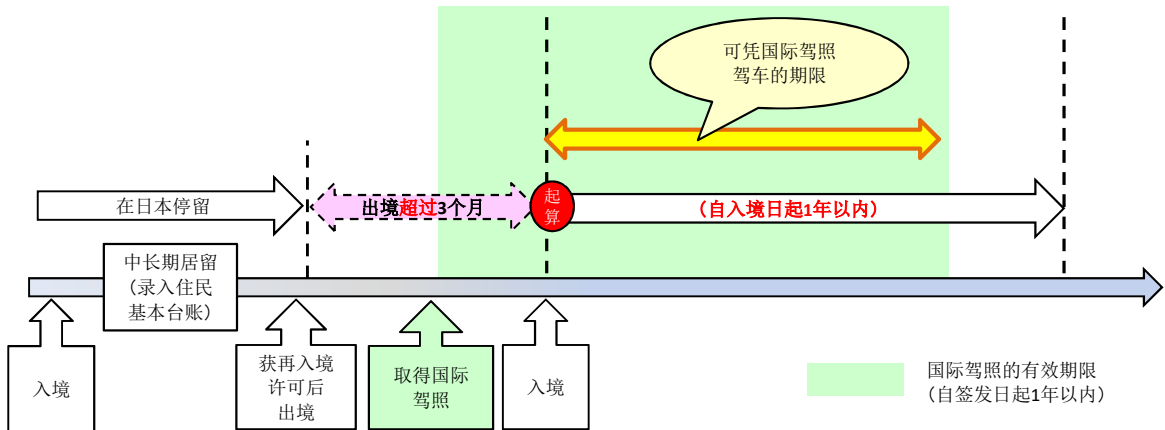 可凭国际驾照
驾车的期限
在日本停留
出境超过3个月
起
算
（自入境日起1年以内）
中长期居留
（录入住民
基本台账）
入境
获再入境
许可后
出境
取得国际
驾照
入境
国际驾照的有效期限
（自签发日起1年以内）